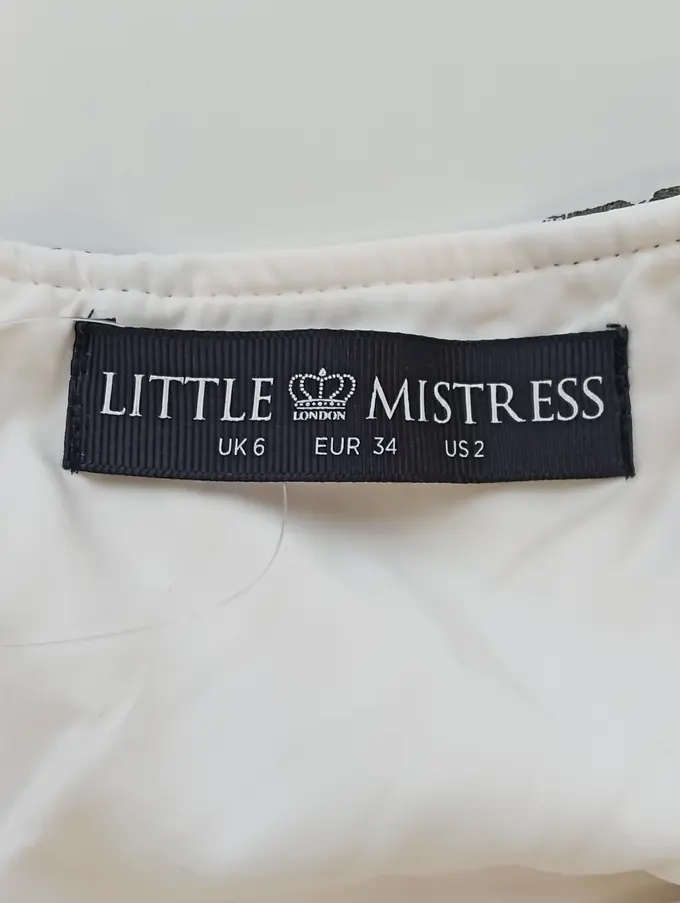 LITTLE LONDON MISTRESS
UK 6 EUR 34 US 2